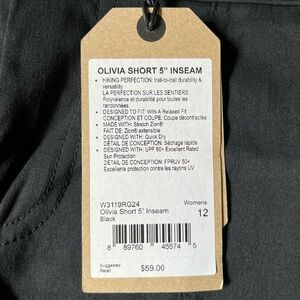 OLIVIA SHORT 5" INSEAM
• HIKING PERFECTION: trail-to-trail durability &
versatility
LA PERFECTION SUR LES SENTIERS:
Polyvalence et durabilité pour toutes les
randonnées.
• DESIGNED TO FIT: With A Relaxed Fit
CONCEPTION ET COUPE: Coupe décontractée
• MADE WITH: Stretch Zion®
FAIT DE: Zion® extensible
• DESIGNED WITH: Quick Dry
DÉTAIL DE CONCEPTION: Séchage rapide
• DESIGNED WITH: UPF 50+ Excellent Rated
Sun Protection
DÉTAIL DE CONCEPTION: FPRUV 50+
Excellente protection contre les rayons UV
W3119RG24
Womens
Olivia Short 5" Inseam
12
Black
8 89760 45574 5
Suggested
Retail
$59.00